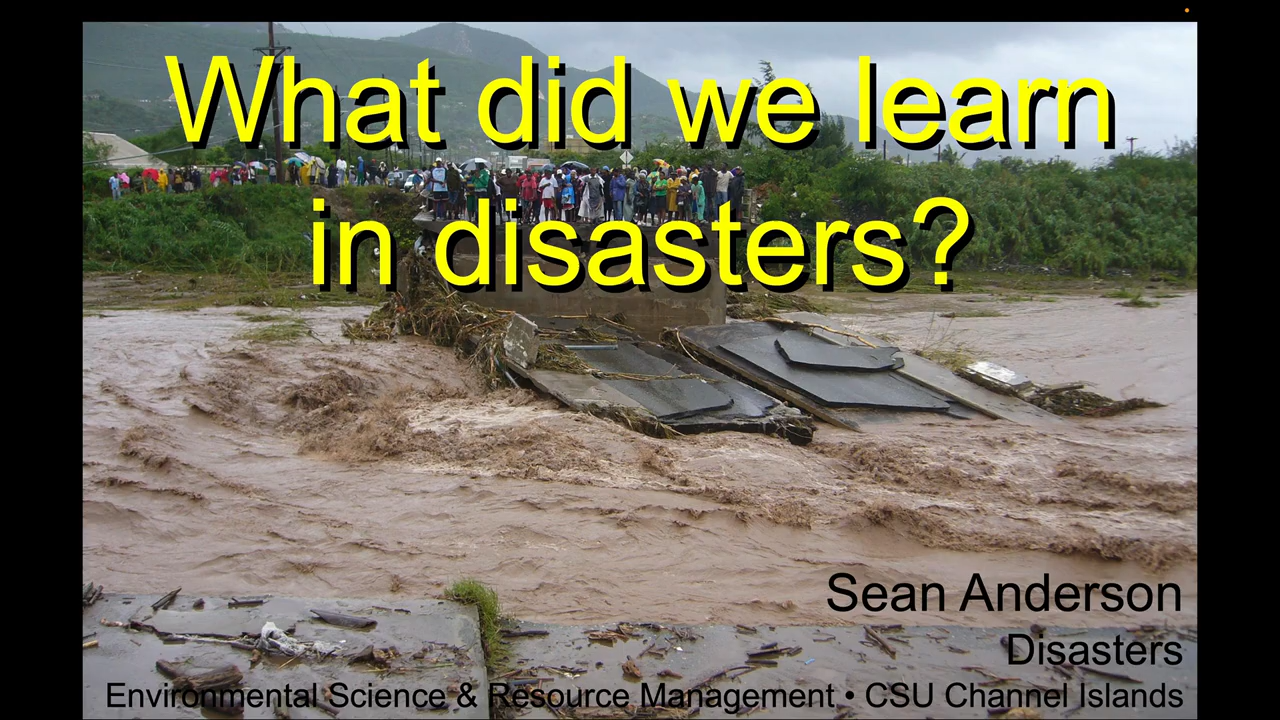 What did we learn
in disasters?
Sean Anderson
Disasters
Environmental Science & Resource Management • CSU Channel Islands